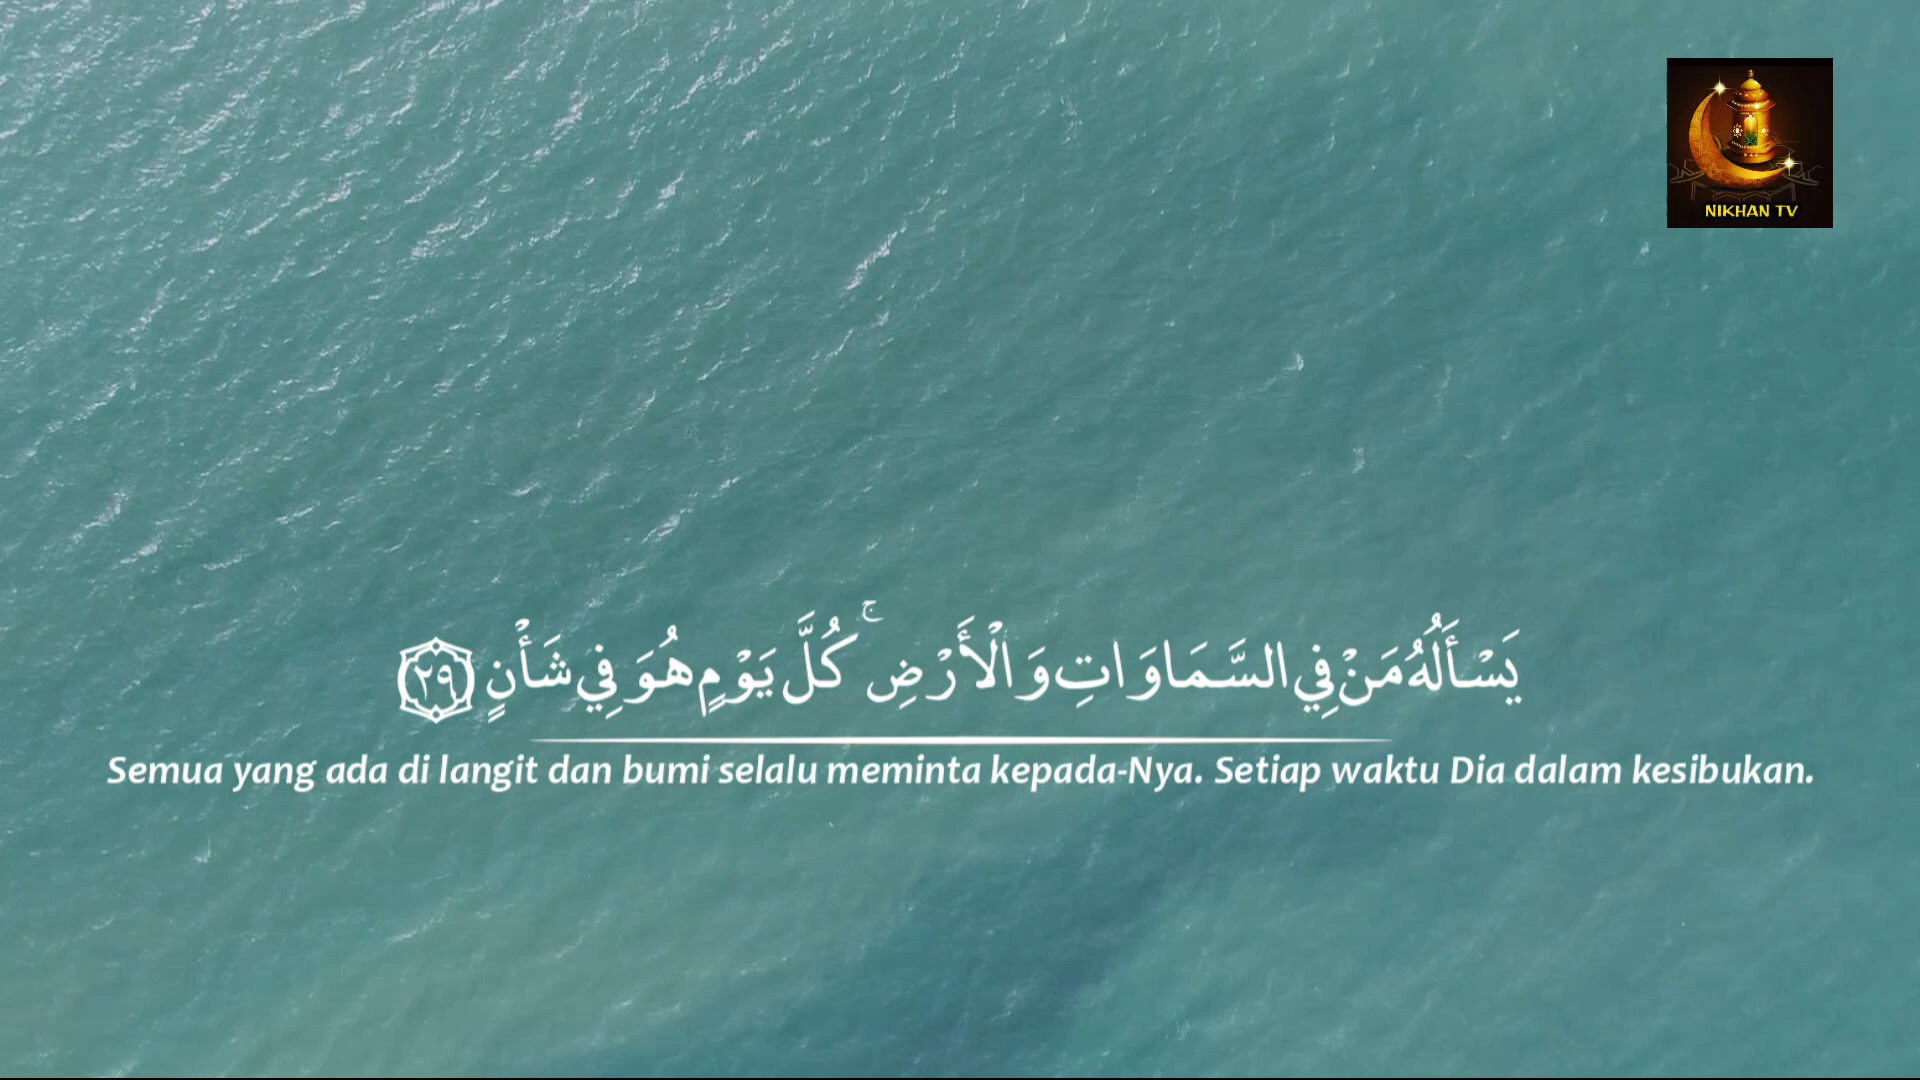 NIKHAN TV
يَسْأَلُهُ مَنْ فِي السَّمَاوَاتِ وَالْأَرْضِ ۚ كُلَّ يَوْمٍ هُوَ فِي شَأْنٍ ٢٩
Semua yang ada di langit dan bumi selalu meminta kepada-Nya. Setiap waktu Dia dalam kesibukan.